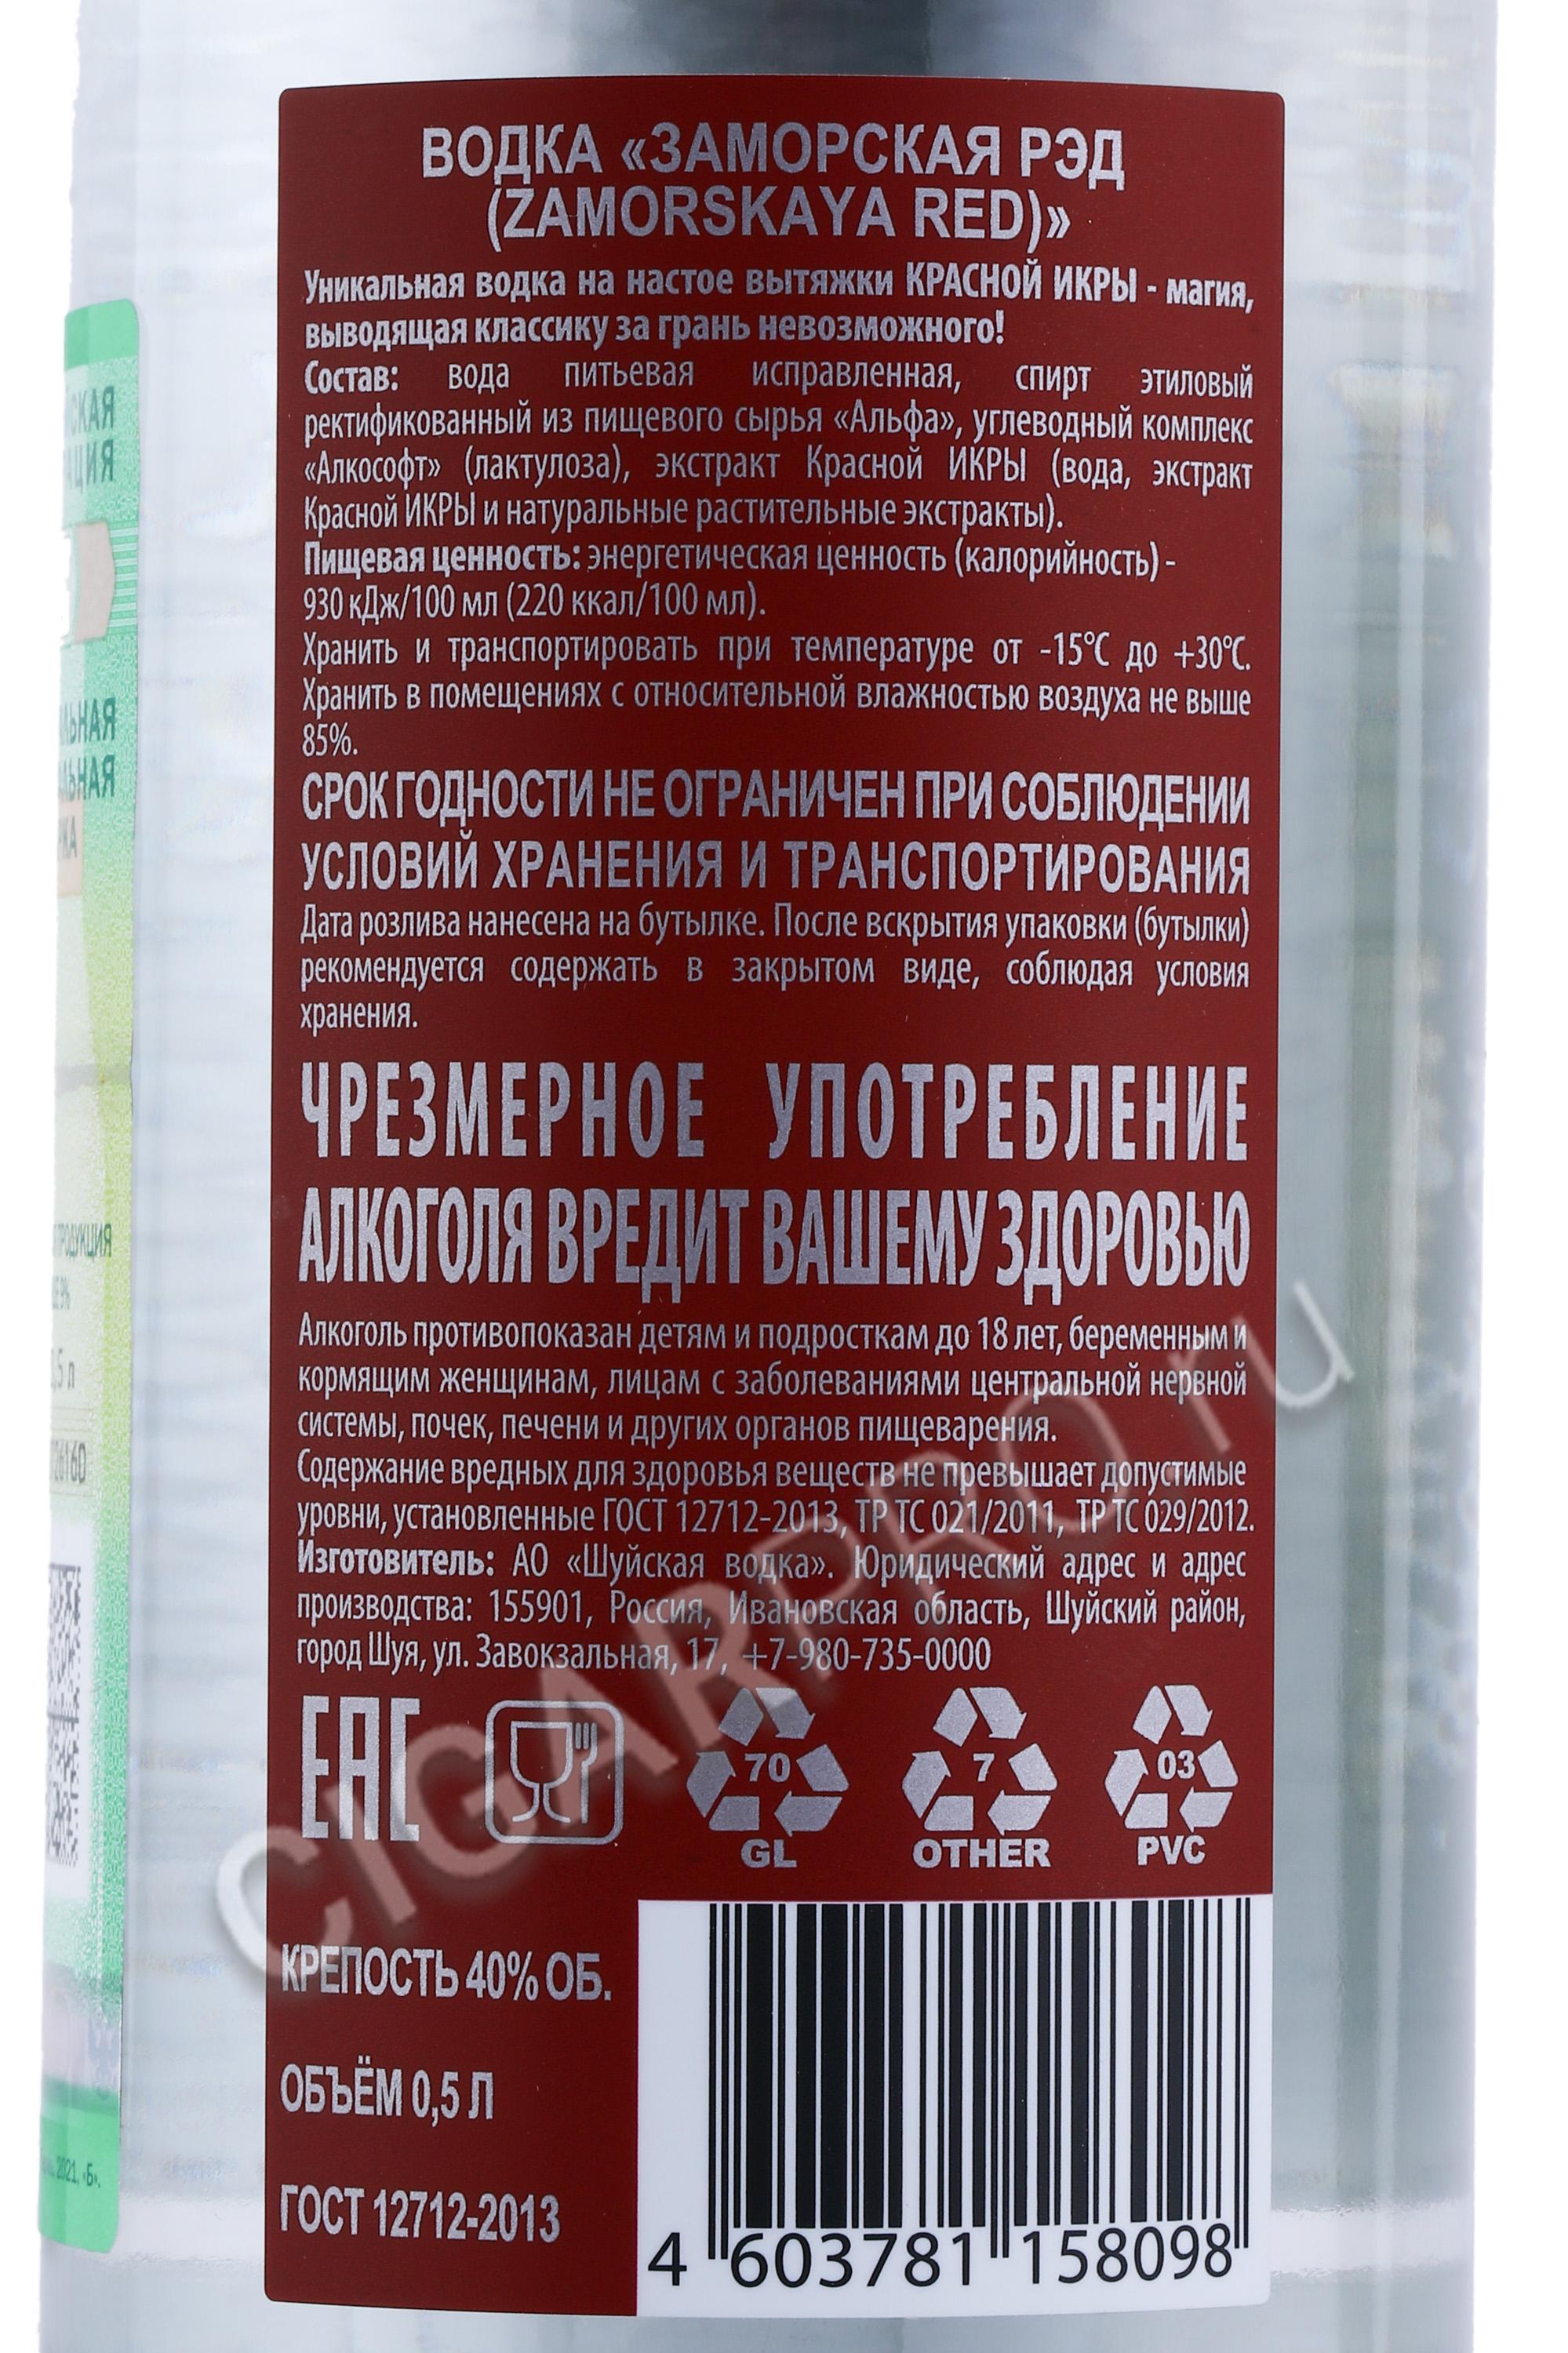 ВОДКА «ЗАМОРСКАЯ РЭД
(ZAMORSKAYA RED)»
Уникальная водка на настое вытяжки КРАСНОЙ ИКРЫ - магия,
выводящая классику за грань невозможного!
Состав: вода питьевая исправленная, спирт этиловый
ректификованный из пищевого сырья «Альфа», углеводный комплекс
«Алкософт» (лактулоза), экстракт Красной ИКРЫ (вода, экстракт
Красной ИКРЫ и натуральные растительные экстракты).
Пищевая ценность: энергетическая ценность (калорийность) -
930 кДж/100 мл (220 ккал/100 мл).
Хранить и транспортировать при температуре от -15°С до +30°С.
Хранить в помещениях с относительной влажностью воздуха не выше
85%.
СРОК ГОДНОСТИ НЕ ОГРАНИЧЕН ПРИ СОБЛЮДЕНИИ
УСЛОВИЙ ХРАНЕНИЯ И ТРАНСПОРТИРОВАНИЯ
Дата розлива нанесена на бутылке. После вскрытия упаковки (бутылки)
рекомендуется содержать в закрытом виде, соблюдая условия
хранения.
ЧРЕЗМЕРНОЕ УПОТРЕБЛЕНИЕ
АЛКОГОЛЯ ВРЕДИТ ВАШЕМУ ЗДОРОВЬЮ
Алкоголь противопоказан детям и подросткам до 18 лет, беременным и
кормящим женщинам, лицам с заболеваниями центральной нервной
системы, почек, печени и других органов пищеварения.
Содержание вредных для здоровья веществ не превышает допустимые
уровни, установленные ГОСТ 12712-2013, ТР ТС 021/2011, ТР ТС 029/2012.
Изготовитель: АО «Шуйская водка». Юридический адрес и адрес
производства: 155901, Россия, Ивановская область, Шуйский район,
город Шуя, ул. Завокзальная, 17, +7-980-735-0000
ЕАС
70 7 03
GL OTHER PVC
КРЕПОСТЬ 40% ОБ.
ОБЪЁМ 0,5 Л
ГОСТ 12712-2013
4 603781 158098
CIGARPRO.ru